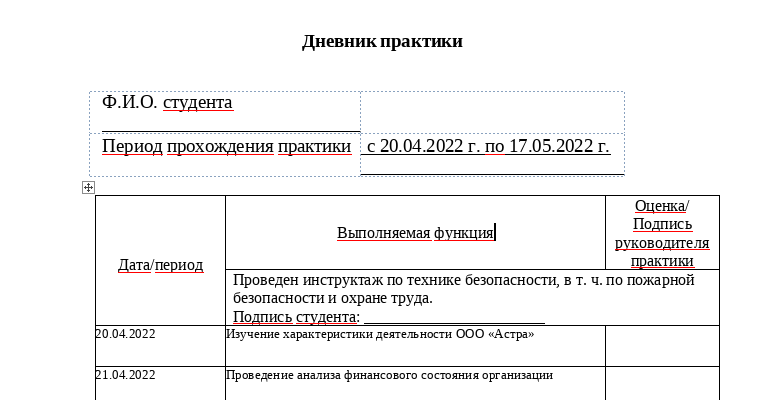 Дневник практики
Ф.И.О. студента
Период прохождения практики с 20.04.2022 г. по 17.05.2022 г.
Дата/период
Выполняемая функция
Оценка/
Подпись
руководителя
практики
Проведен инструктаж по технике безопасности, в т. ч. по пожарной
безопасности и охране труда.
Подпись студента: _______________________
20.04.2022 Изучение характеристики деятельности ООО «Астра»
21.04.2022 Проведение анализа финансового состояния организации